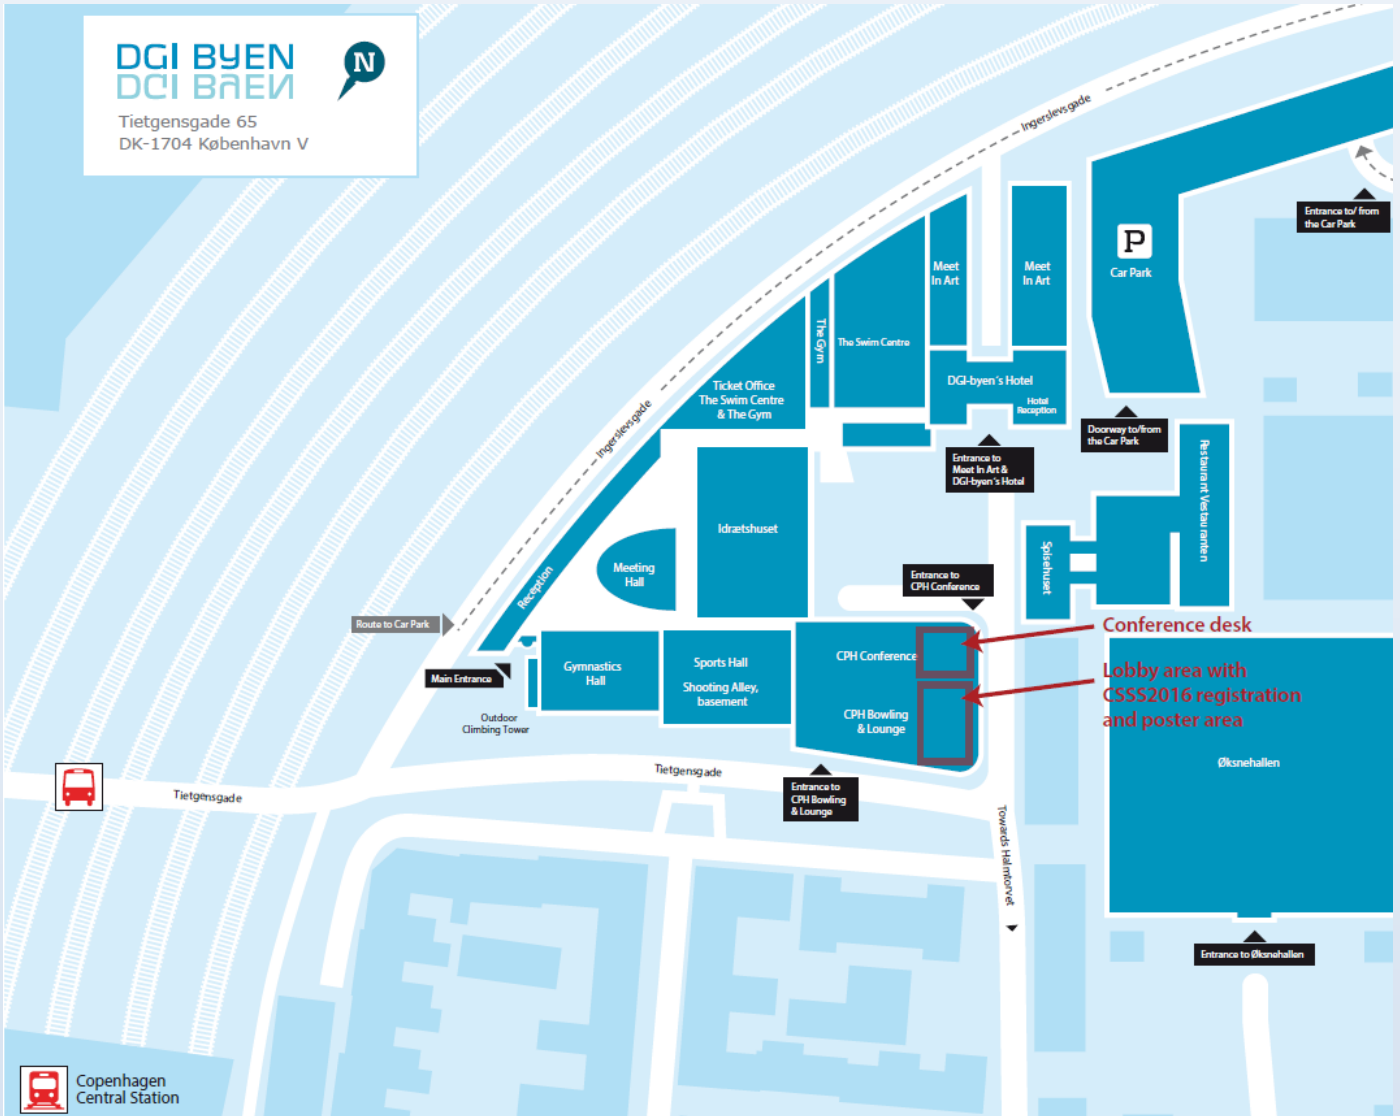 DGI BYEN
DGI BYEN
N
Tietgensgade 65
DK-1704 København V
Ingerslevsgade
Entrance to/ from
the Car Park
P
Car Park
Meet
In Art
Meet
In Art
The Gym
The Swim Centre
DGI-byen´s Hotel
Hotel
Reception
Ticket Office
The Swim Centre
& The Gym
Ingerslevsgade
Doorway to/from
the Car Park
Entrance to
Meet In Art &
DGI-byen´s Hotel
Restaurant Vestauranten
Idrætshuset
Spisehuset
Meeting
Hall
Reception
Entrance to
CPH Conference
Route to Car Park
Conference desk
Main Entrance
Gymnastics
Hall
Sports Hall
Shooting Alley,
basement
CPH Conference
Lobby area with
CSSS2016 registration
and poster area
CPH Bowling
& Lounge
Outdoor
Climbing Tower
Øksnehallen
Tietgensgade
Tietgensgade
Entrance to
CPH Bowling
& Lounge
Towards Halmtorvet
Entrance to Øksnehallen
Copenhagen
Central Station